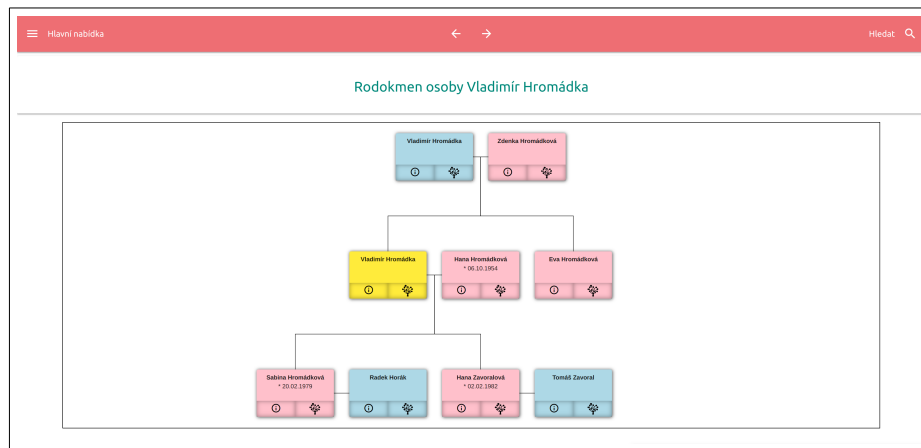 Hlavní nabídka
Hledat
Rodokmen osoby Vladimír Hromádka
Vladimír Hromádka
Zdenka Hromádková
Vladimír Hromádka
Hana Hromádková
* 06.10.1954
Eva Hromádková
Sabina Hromádková
* 20.02.1979
Radek Horák
Hana Zavoralová
* 02.02.1982
Tomáš Zavoral